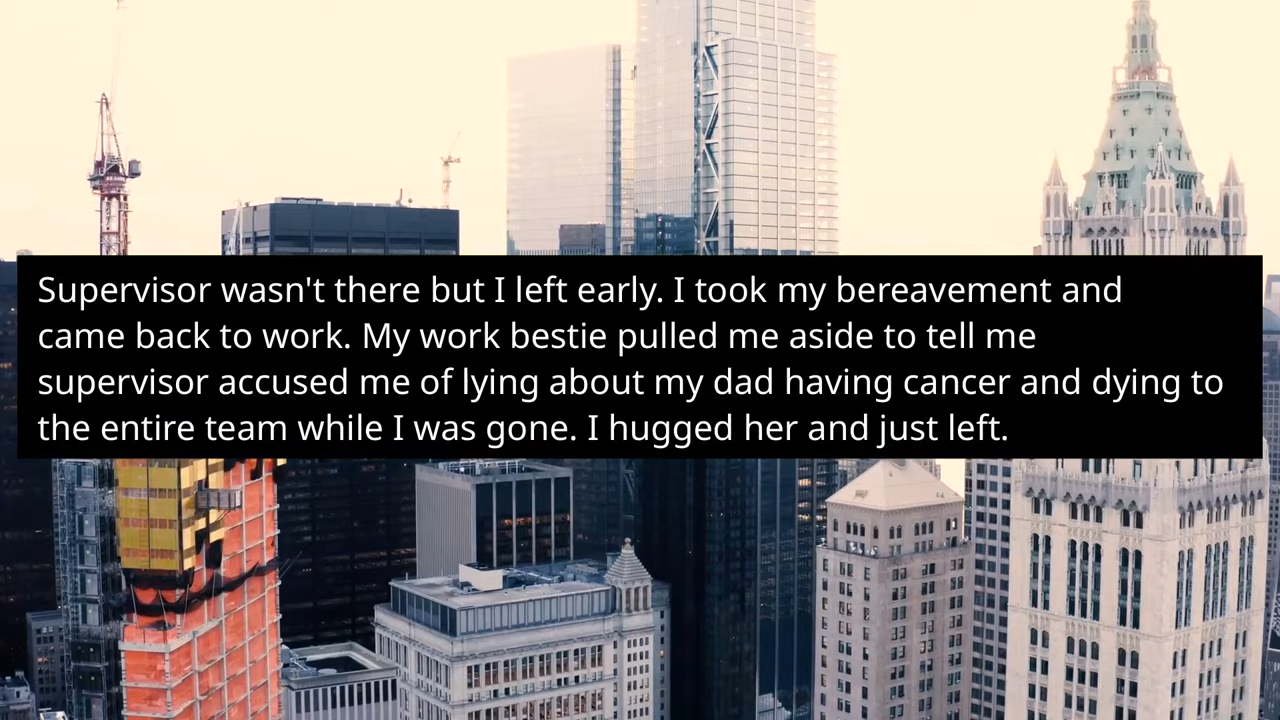 Supervisor wasn't there but I left early. I took my bereavement and
came back to work. My work bestie pulled me aside to tell me
supervisor accused me of lying about my dad having cancer and dying to
the entire team while I was gone. I hugged her and just left.